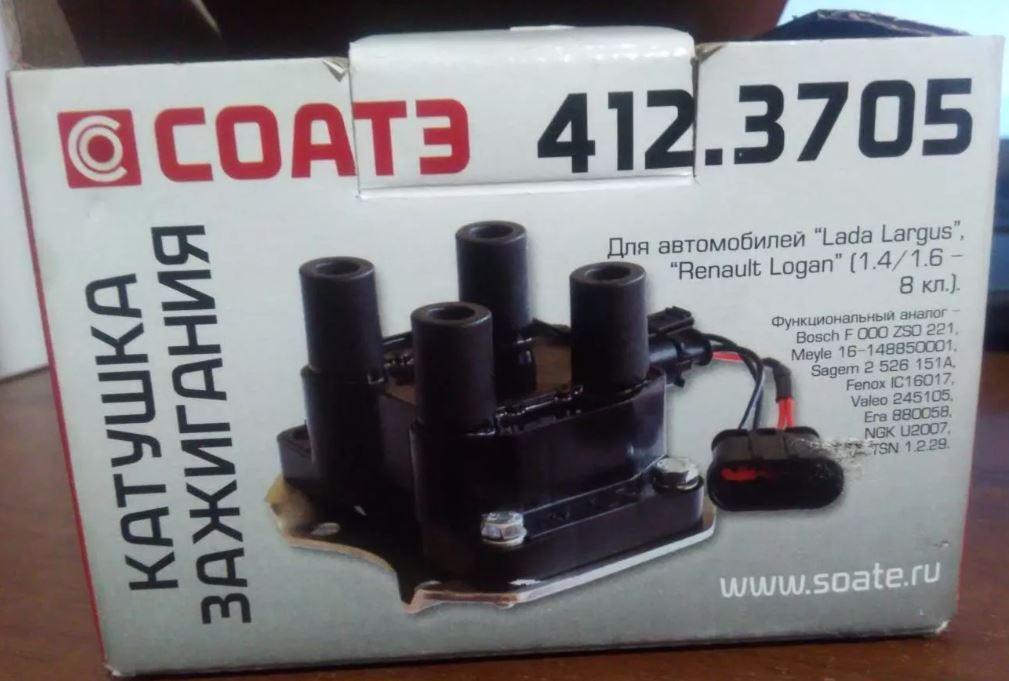 СОАТЭ 412.3705
КАТУШКА
ЗАЖИГАНИЯ
Для автомобилей “Lada Largus”,
“Renault Logan” (1.4/1.6 –
8 кл.).
Функциональный аналог –
Bosch F 000 ZSO 221,
Meyle 16-148850001,
Sagem 2 526 151A,
Fenox IC16017,
Valeo 245105,
Era 880058,
NGK U2007,
TSN 1.2.29.
www.soate.ru